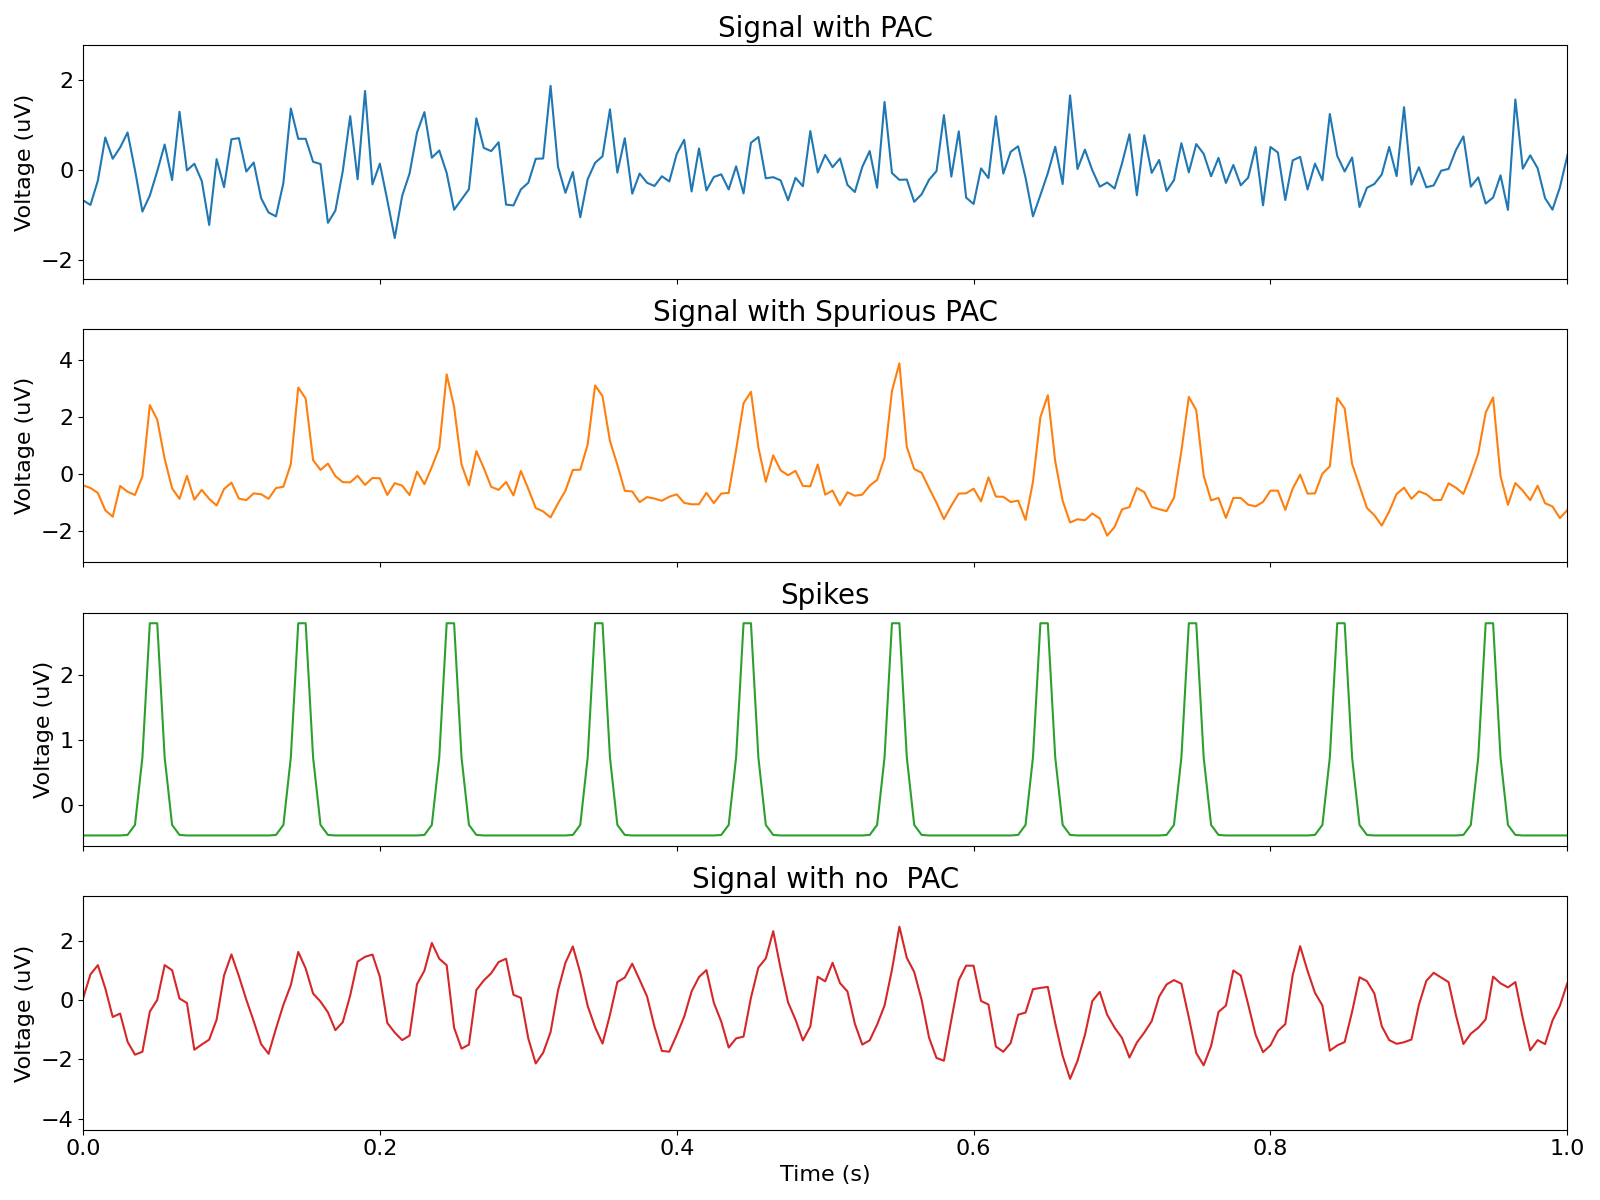 Signal with PAC
Voltage (uV)
2
0
−2
Signal with Spurious PAC
Voltage (uV)
4
2
0
−2
Spikes
Voltage (uV)
2
1
0
Signal with no  PAC
Voltage (uV)
2
0
−2
−4
0.0 0.2 0.4 0.6 0.8 1.0
Time (s)